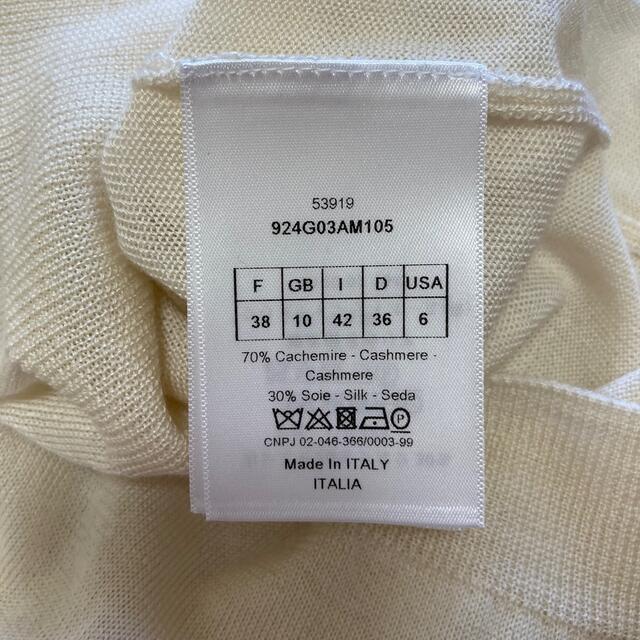 53919
924G03AM105
F GB I D USA
38 10 42 36 6
70% Cachemire - Cashmere -
Cashmere
30% Soie - Silk - Seda
P
CNPJ 02-046-366/0003-99
Made In ITALY
ITALIA